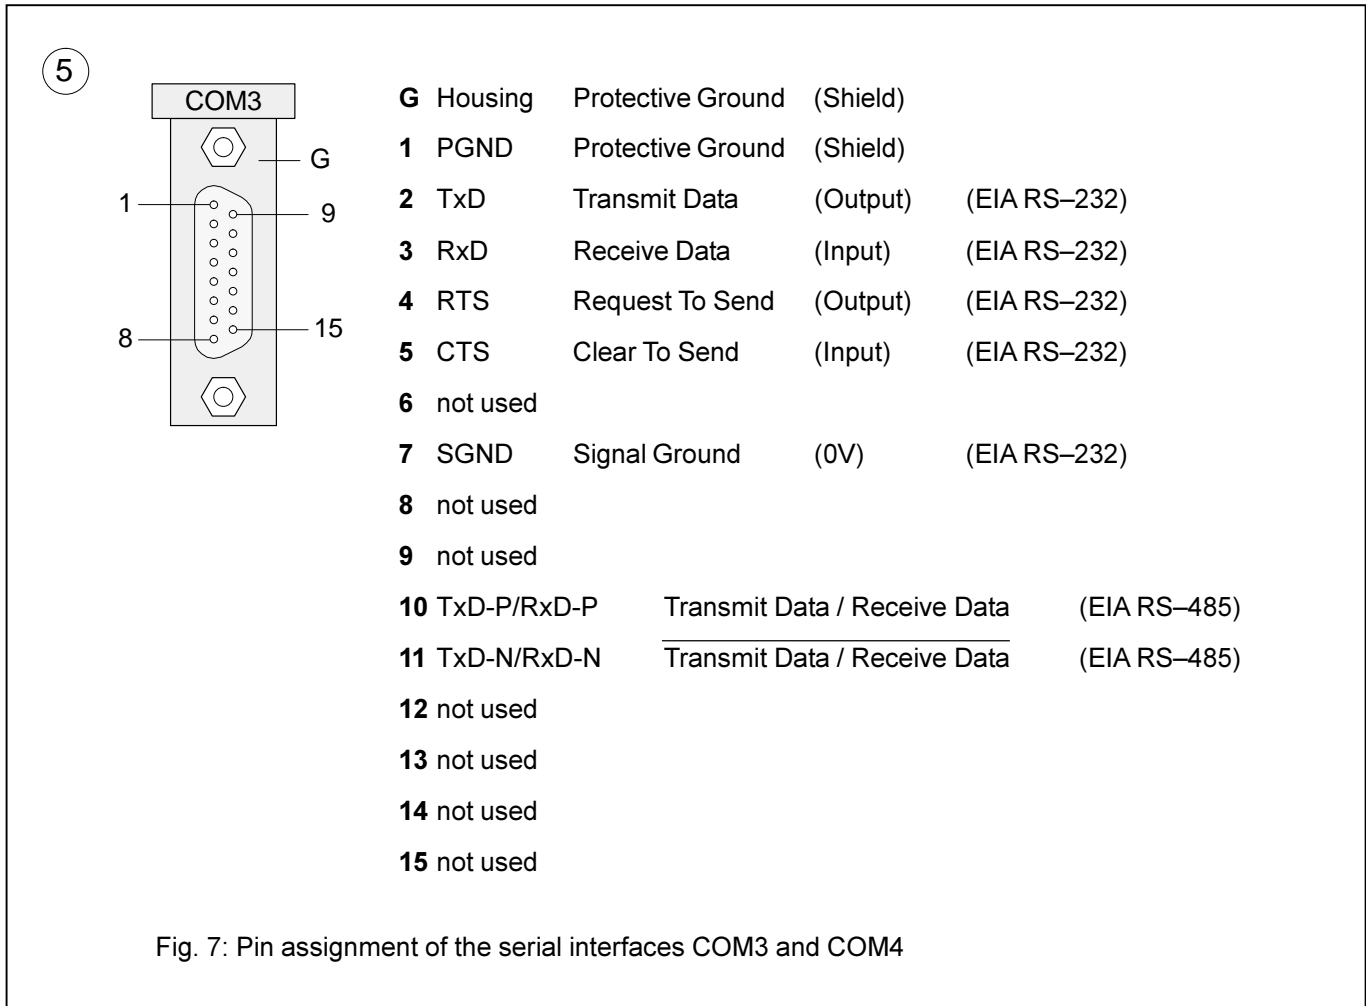 5
COM3
G
1
9
8
15
G Housing Protective Ground (Shield)
1 PGND Protective Ground (Shield)
2 TxD Transmit Data (Output) (EIA RS–232)
3 RxD Receive Data (Input) (EIA RS–232)
4 RTS Request To Send (Output) (EIA RS–232)
5 CTS Clear To Send (Input) (EIA RS–232)
6 not used
7 SGND Signal Ground (0V) (EIA RS–232)
8 not used
9 not used
10 TxD-P/RxD-P Transmit Data / Receive Data (EIA RS–485)
11 TxD-N/RxD-N Transmit Data / Receive Data (EIA RS–485)
12 not used
13 not used
14 not used
15 not used
Fig. 7: Pin assignment of the serial interfaces COM3 and COM4